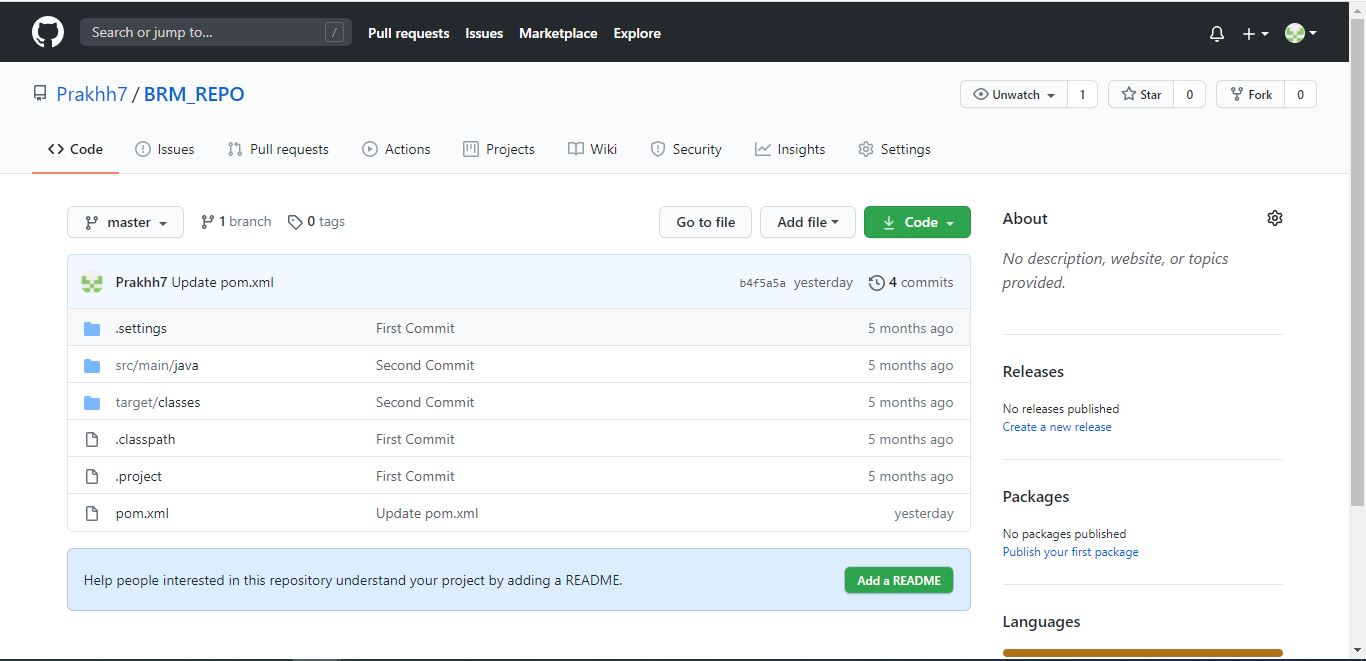 Search or jump to... /
Pull requests Issues Marketplace Explore
Prakhh7 / BRM_REPO
Unwatch 1 Star 0 Fork 0
Code Issues Pull requests Actions Projects Wiki Security Insights Settings
master 1 branch 0 tags Go to file Add file Code
Prakhh7 Update pom.xml b4f5a5a yesterday 4 commits
.settings First Commit 5 months ago
src/main/java Second Commit 5 months ago
target/classes Second Commit 5 months ago
.classpath First Commit 5 months ago
.project First Commit 5 months ago
pom.xml Update pom.xml yesterday
Help people interested in this repository understand your project by adding a README. Add a README
About
No description, website, or topics
provided.
Releases
No releases published
Create a new release
Packages
No packages published
Publish your first package
Languages